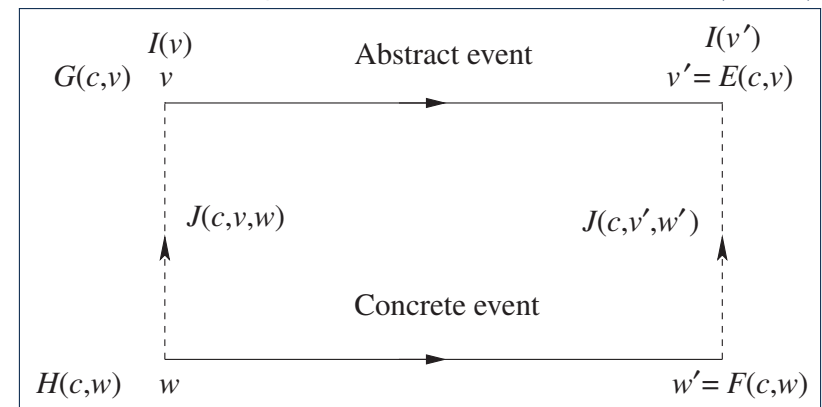 I(v) Abstract event I(v′)
G(c,v) v v′= E(c,v)
J(c,v,w) J(c,v′,w′)
Concrete event
H(c,w) w w′= F(c,w)